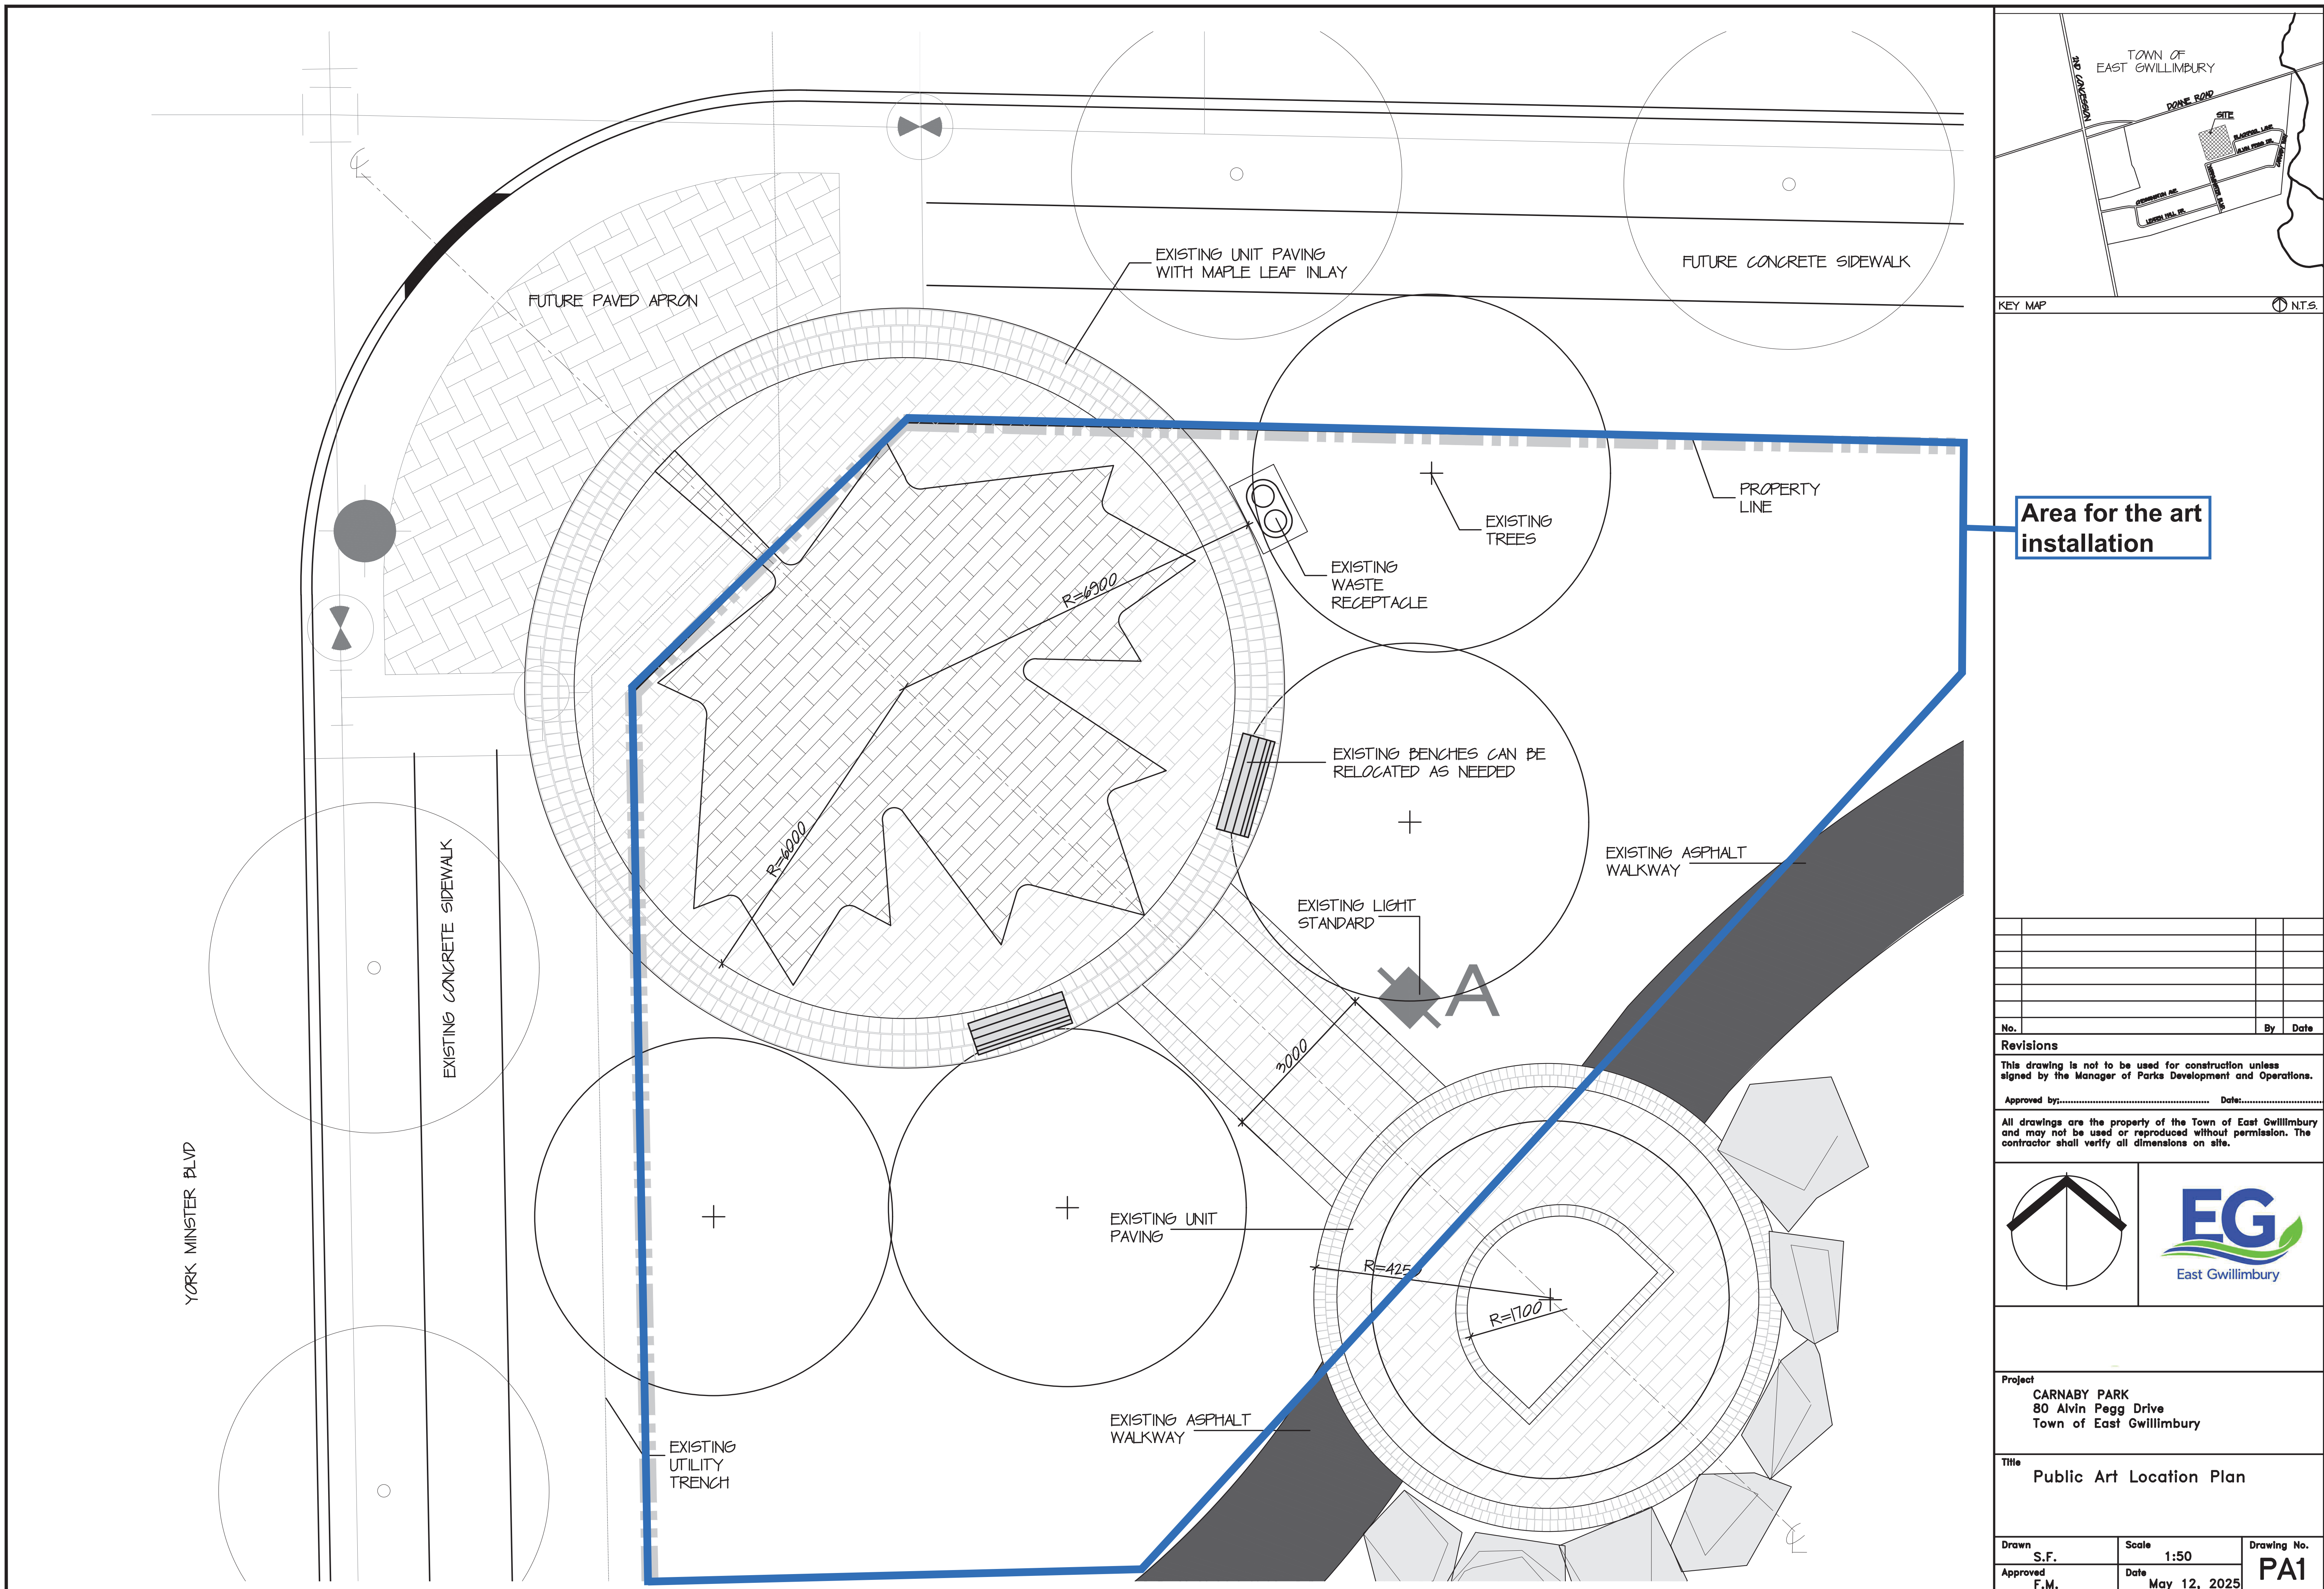 FUTURE PAVED APRON
EXISTING UNIT PAVING
WITH MAPLE LEAF INLAY
FUTURE CONCRETE SIDEWALK
PROPERTY
LINE
EXISTING
TREES
EXISTING
WASTE
RECEPTACLE
R=6900
R=6000
EXISTING BENCHES CAN BE
RELOCATED AS NEEDED
EXISTING ASPHALT
WALKWAY
EXISTING LIGHT
STANDARD
A
3000
EXISTING CONCRETE SIDEWALK
YORK MINSTER BLVD
EXISTING UNIT
PAVING
R=1700
EXISTING ASPHALT
WALKWAY
EXISTING
UTILITY
TRENCH
Area for the art
installation
TOWN OF
EAST GWILLIMBURY
2ND CONCESSION
DOANE ROAD
SITE
KEY MAP
N.T.S.
No.
By
Date
Revisions
This drawing is not to be used for construction unless
signed by the Manager of Parks Development and Operations.
Approved by:
Date:
All drawings are the property of the Town of East Gwillimbury
and may not be used or reproduced without permission. The
contractor shall verify all dimensions on site.
EG
East Gwillimbury
Project
CARNABY PARK
80 Alvin Pegg Drive
Town of East Gwillimbury
Title
Public Art Location Plan
Drawn
S.F.
Scale
1:50
Drawing No.
PA1
Approved
F.M.
Date
May 12, 2025